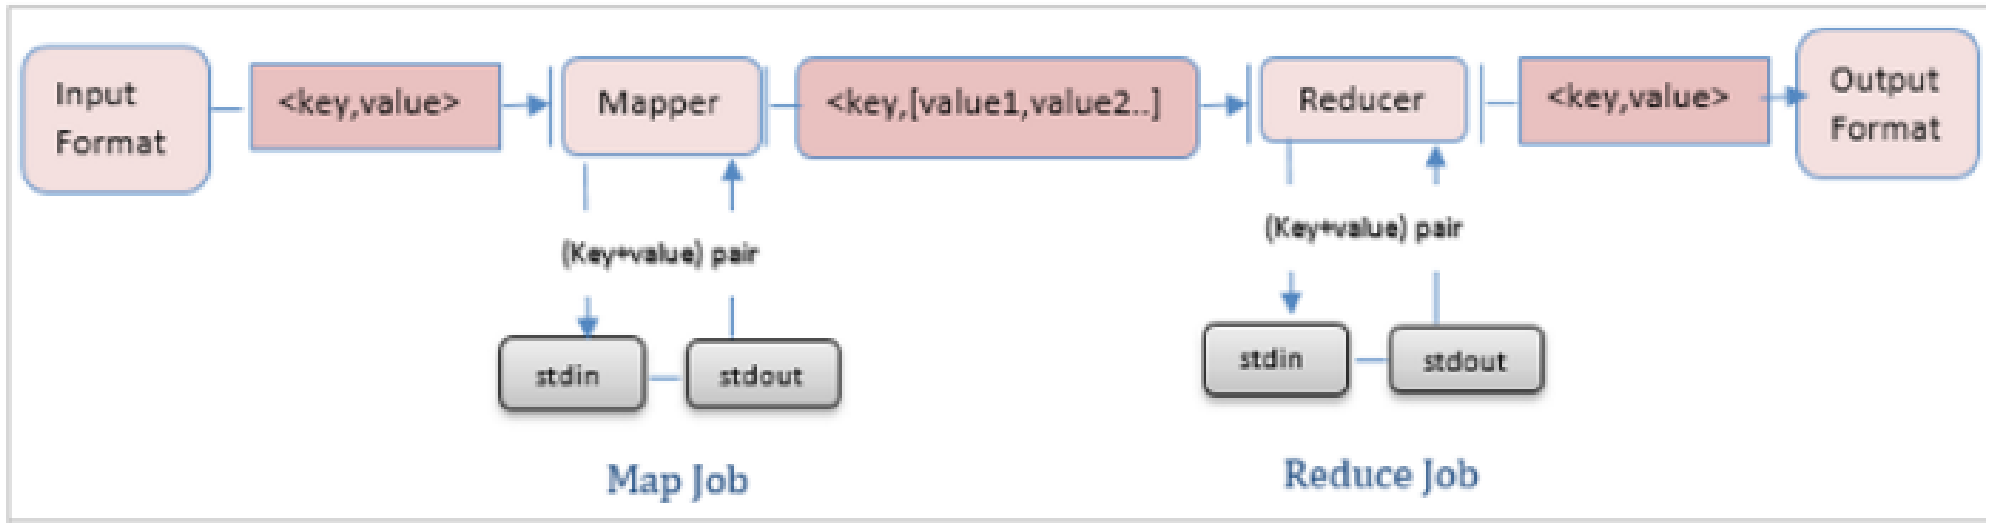 Input
Format
<key,value>
Mapper
<key,[value1,value2..]
Reducer
<key,value>
Output
Format
(Key+value) pair
(Key+value) pair
stdin
stdout
stdin
stdout
Map Job
Reduce Job